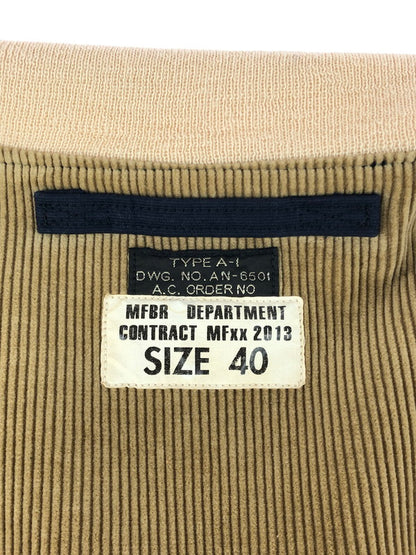 TYPE A-1
DWG. NO. AN-6501
A.C. ORDER NO
MFBR DEPARTMENT
CONTRACT MFxx 2013
SIZE 40